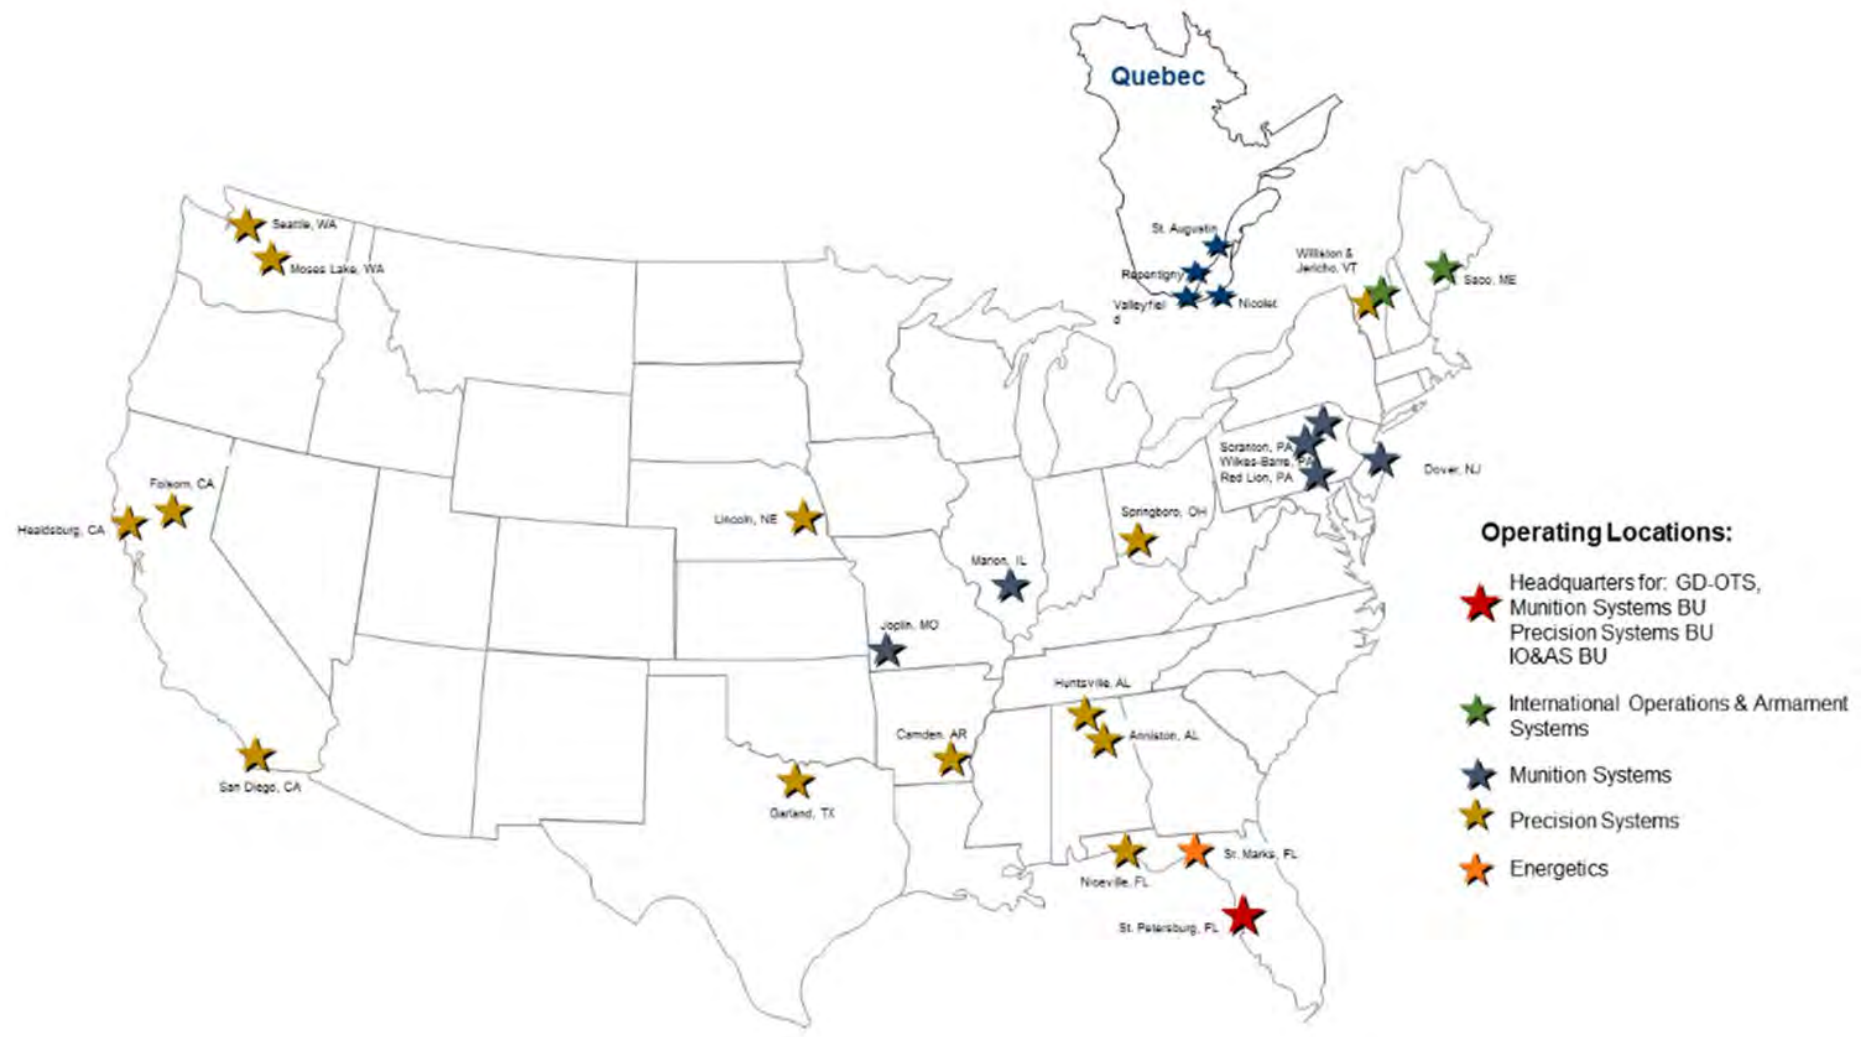 Quebec
St. Augustin
Repentigny
Valleyfiel
d
Nicolet
Williston &
Jericho, VT
Saco, ME
Seattle, WA
Moses Lake, WA
Scranton, PA
Wilkes-Barre, PA
Red Lion, PA
Dover, NJ
Folsom, CA
Healdsburg, CA
Lincoln, NE
Springboro, OH
Marion, IL
Joplin, MO
Huntsville, AL
Anniston, AL
Camden, AR
San Diego, CA
Garland, TX
Niceville, FL
St. Marks, FL
St. Petersburg, FL
Operating Locations:
Headquarters for: GD-OTS,
Munition Systems BU
Precision Systems BU
IO&AS BU
International Operations & Armament
Systems
Munition Systems
Precision Systems
Energetics